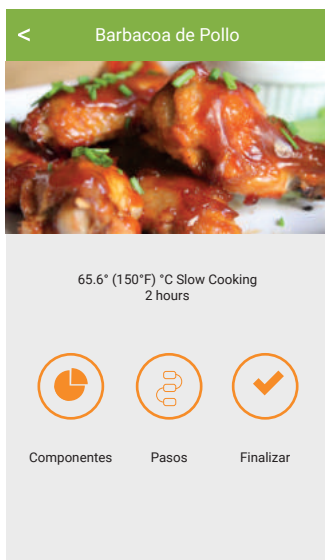 < Barbacoa de Pollo
65.6° (150°F) °C Slow Cooking
2 hours
Componentes Pasos Finalizar